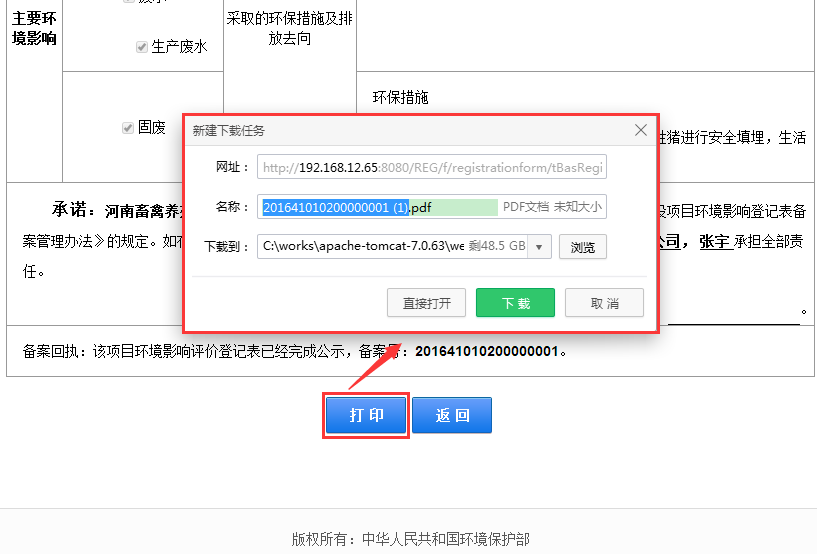 主要环
境影响
生产废水
采取的环保措施及排
放去向
固废
环保措施
猪进行安全填埋，生活
新建下载任务
网址： http://192.168.12.65:8080/REG/f/registrationform/tBasRegi
名称： 201641010200000001 (1).pdf PDF文档 未知大小
下载到： C:\works\apache-tomcat-7.0.63\we 剩48.5 GB 浏览
直接打开 下载 取消
承诺：河南畜禽养 设项目环境影响登记表备
案管理办法》的规定。如 公司，张宇 承担全部责
任。
。
备案回执：该项目环境影响评价登记表已经完成公示，备案号：201641010200000001。
打印 返回
版权所有：中华人民共和国环境保护部